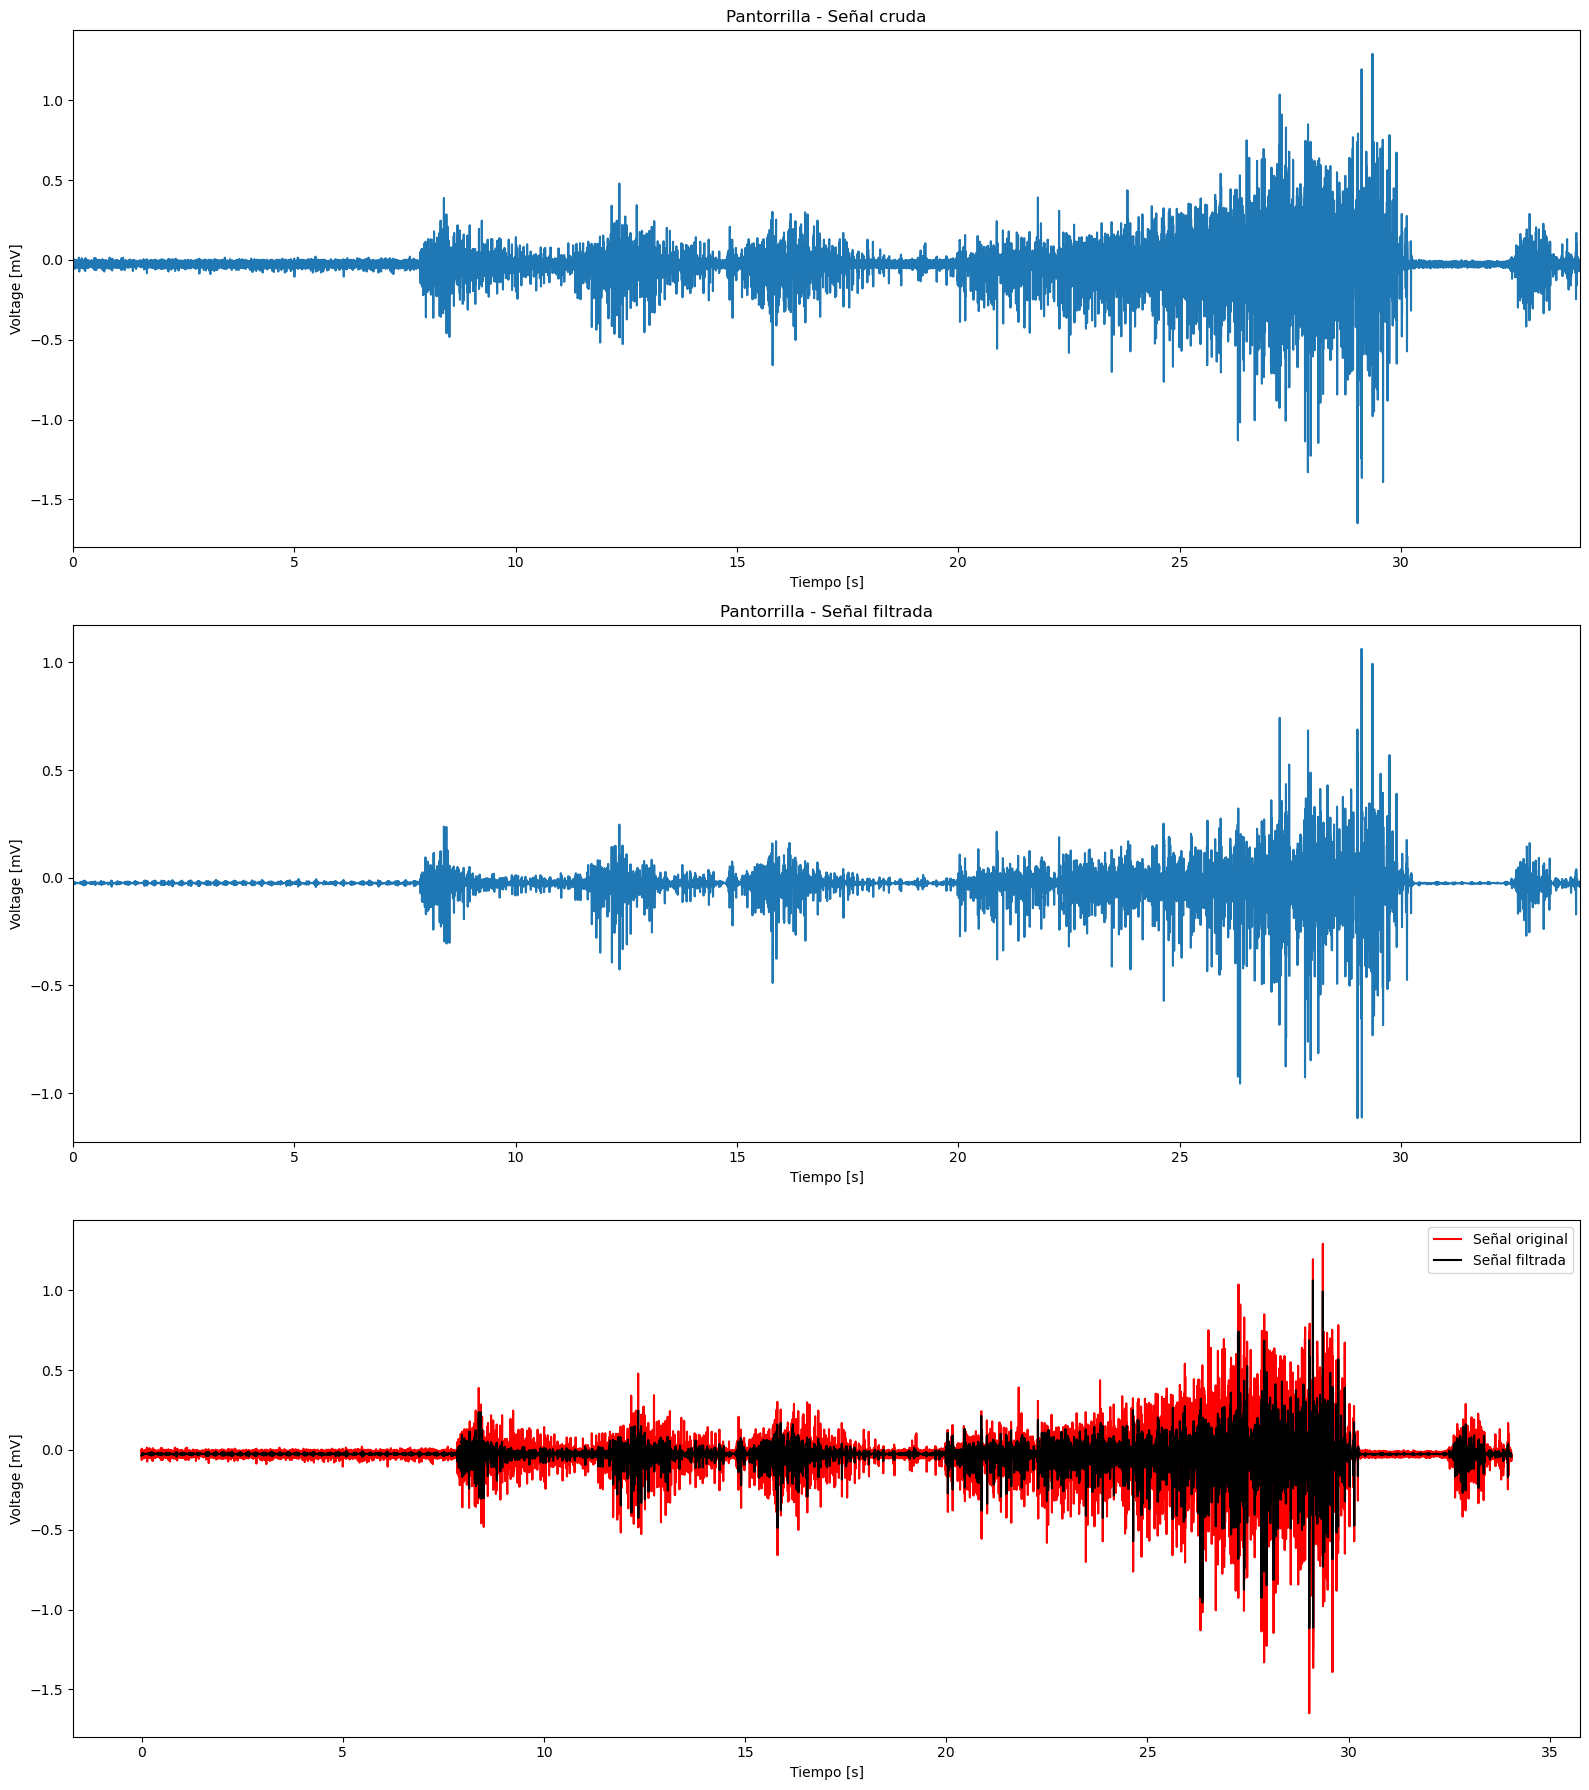 Pantorrilla - Señal cruda
1.0
0.5
0.0
−0.5
−1.0
−1.5
Voltage [mV]
0 5 10 15 20 25 30
Tiempo [s]
Pantorrilla - Señal filtrada
1.0
0.5
0.0
−0.5
−1.0
Voltage [mV]
0 5 10 15 20 25 30
Tiempo [s]
Señal original
Señal filtrada
1.0
0.5
0.0
−0.5
−1.0
−1.5
Voltage [mV]
0 5 10 15 20 25 30 35
Tiempo [s]